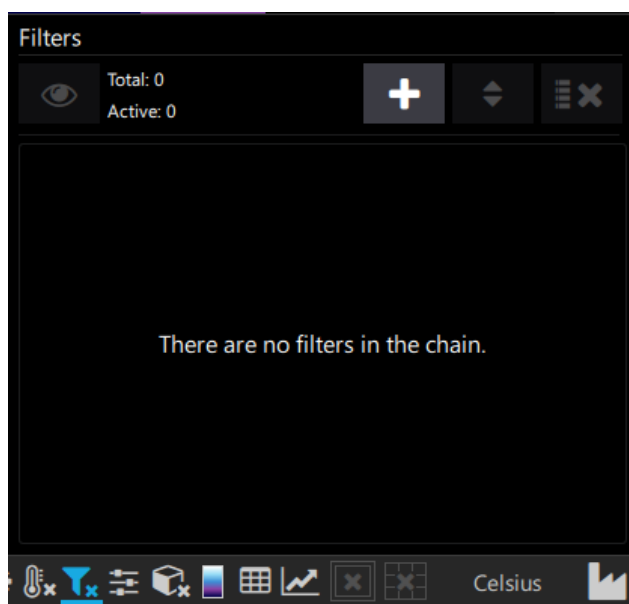 Filters
Total: 0
Active: 0
There are no filters in the chain.
Celsius